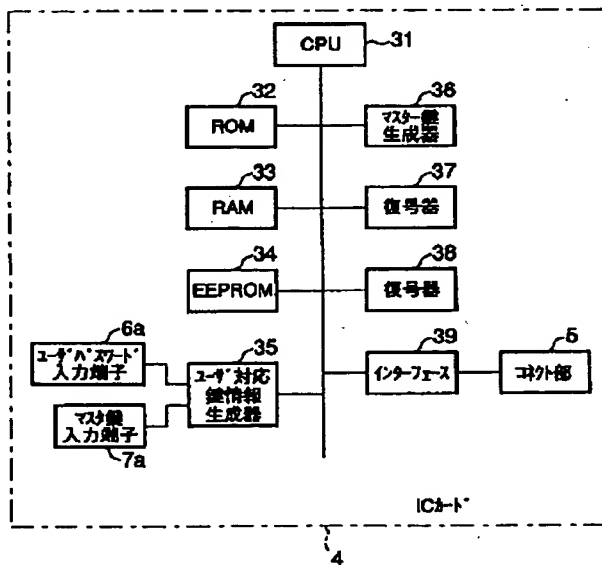 CPU
31
32
ROM
36
マスター鍵
生成器
33
RAM
37
復号器
34
EEPROM
38
復号器
6a
ユーザパスワード
入力端子
35
ユーザ対応
鍵情報
生成器
39
インターフェース
5
コネクト部
マスタ鍵
入力端子
7a
ICカード
4